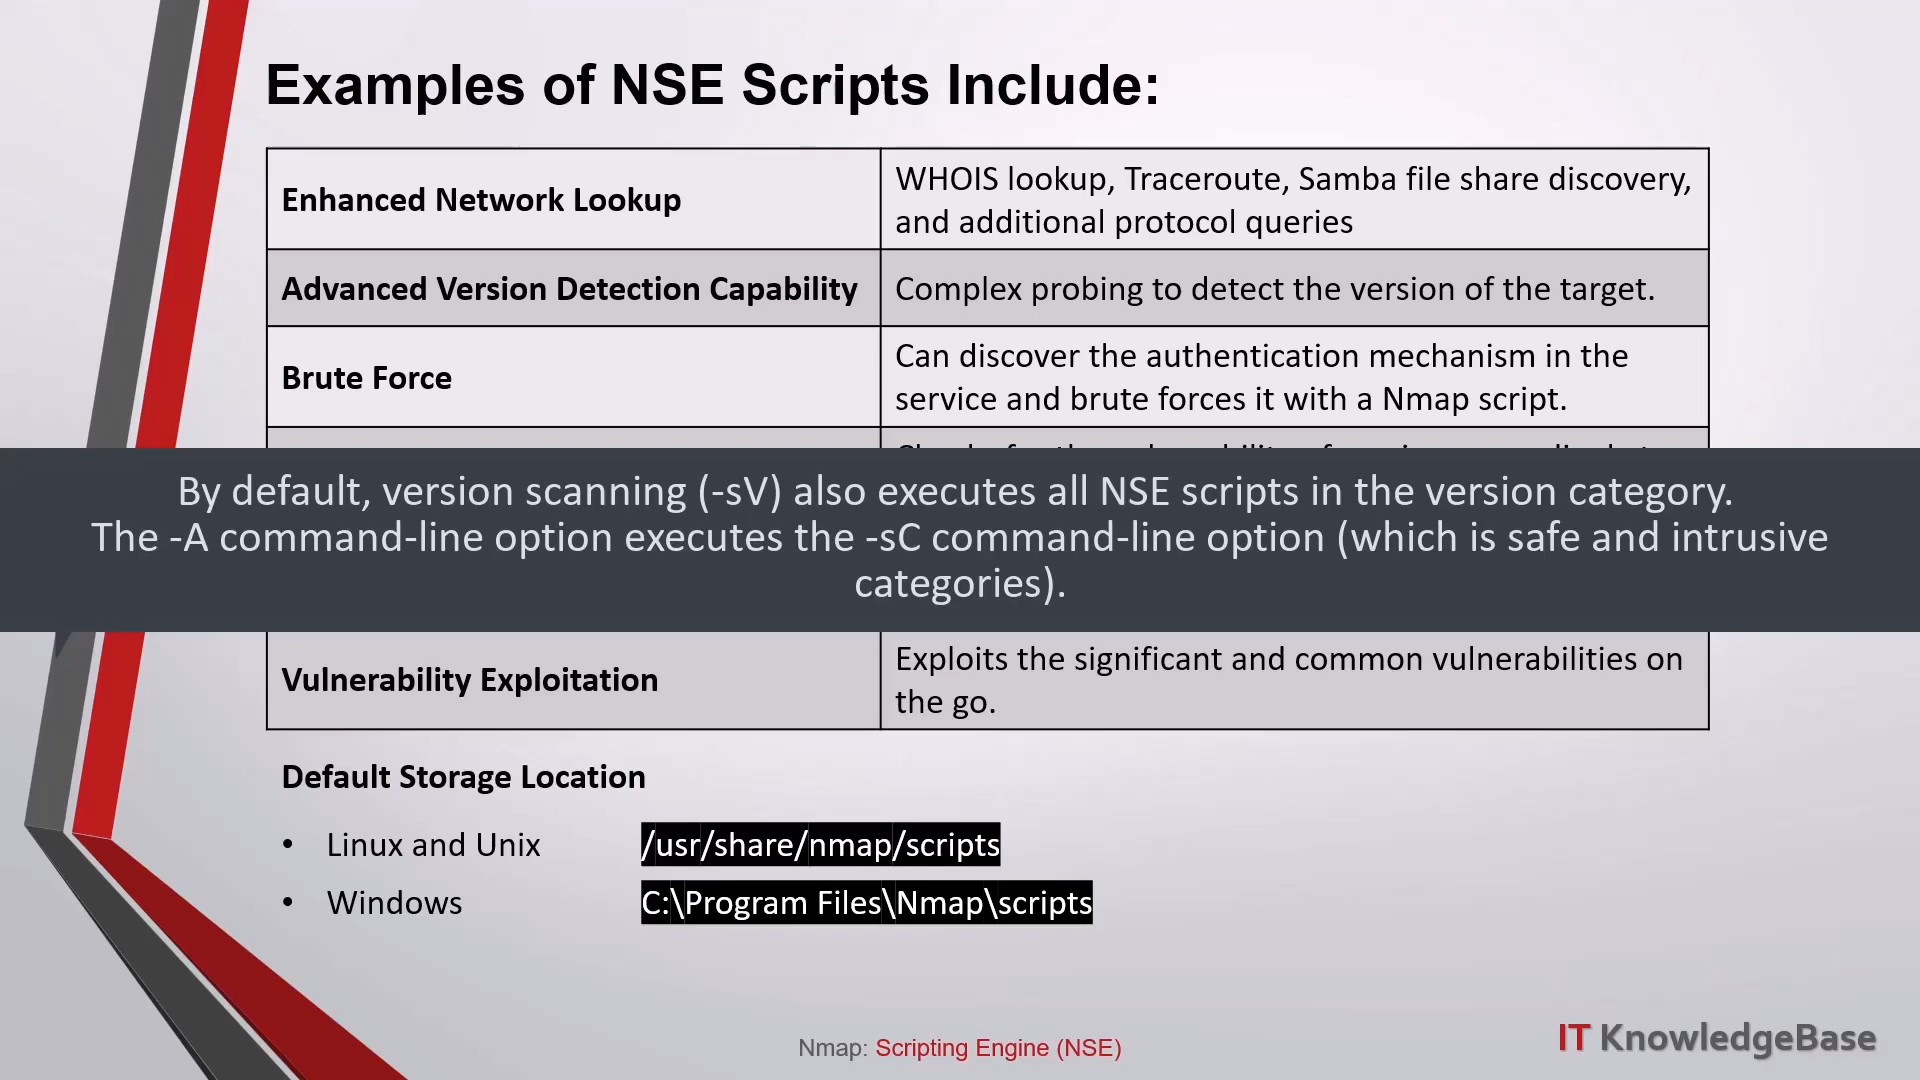 Examples of NSE Scripts Include:
Enhanced Network Lookup
WHOIS lookup, Traceroute, Samba file share discovery,
and additional protocol queries
Advanced Version Detection Capability
Complex probing to detect the version of the target.
Brute Force
Can discover the authentication mechanism in the
service and brute forces it with a Nmap script.
By default, version scanning (-sV) also executes all NSE scripts in the version category.
The -A command-line option executes the -sC command-line option (which is safe and intrusive
categories).
Vulnerability Exploitation
Exploits the significant and common vulnerabilities on
the go.
Default Storage Location
• Linux and Unix /usr/share/nmap/scripts
• Windows C:\Program Files\Nmap\scripts
Nmap: Scripting Engine (NSE)
IT KnowledgeBase